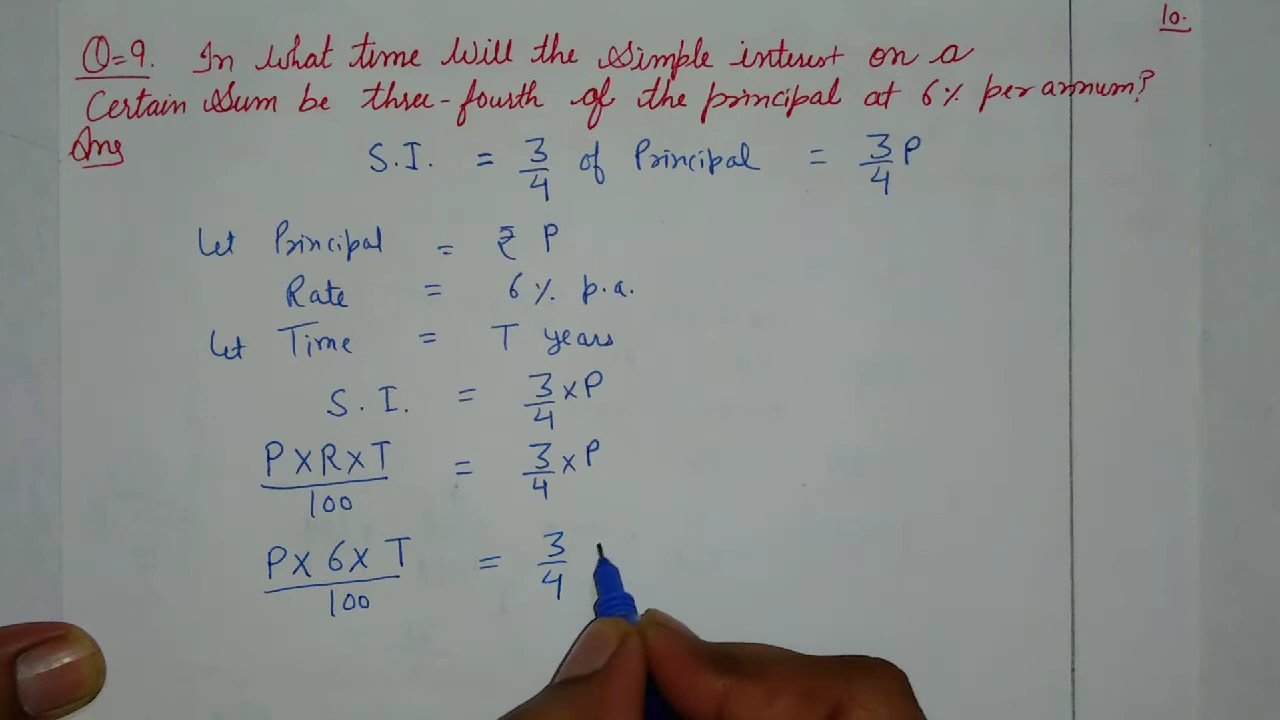 10.
Q=9. In what time will the simple interest on a
Certain Sum be three-fourth of the principal at 6% per annum?
Ans
S.I. = 3/4 of Principal = 3/4 P
Let Principal = ₹ P
Rate = 6% p.a.
Let Time = T years
S.I. = 3/4 × P
P×R×T/100 = 3/4 × P
P× 6× T/100 = 3/4